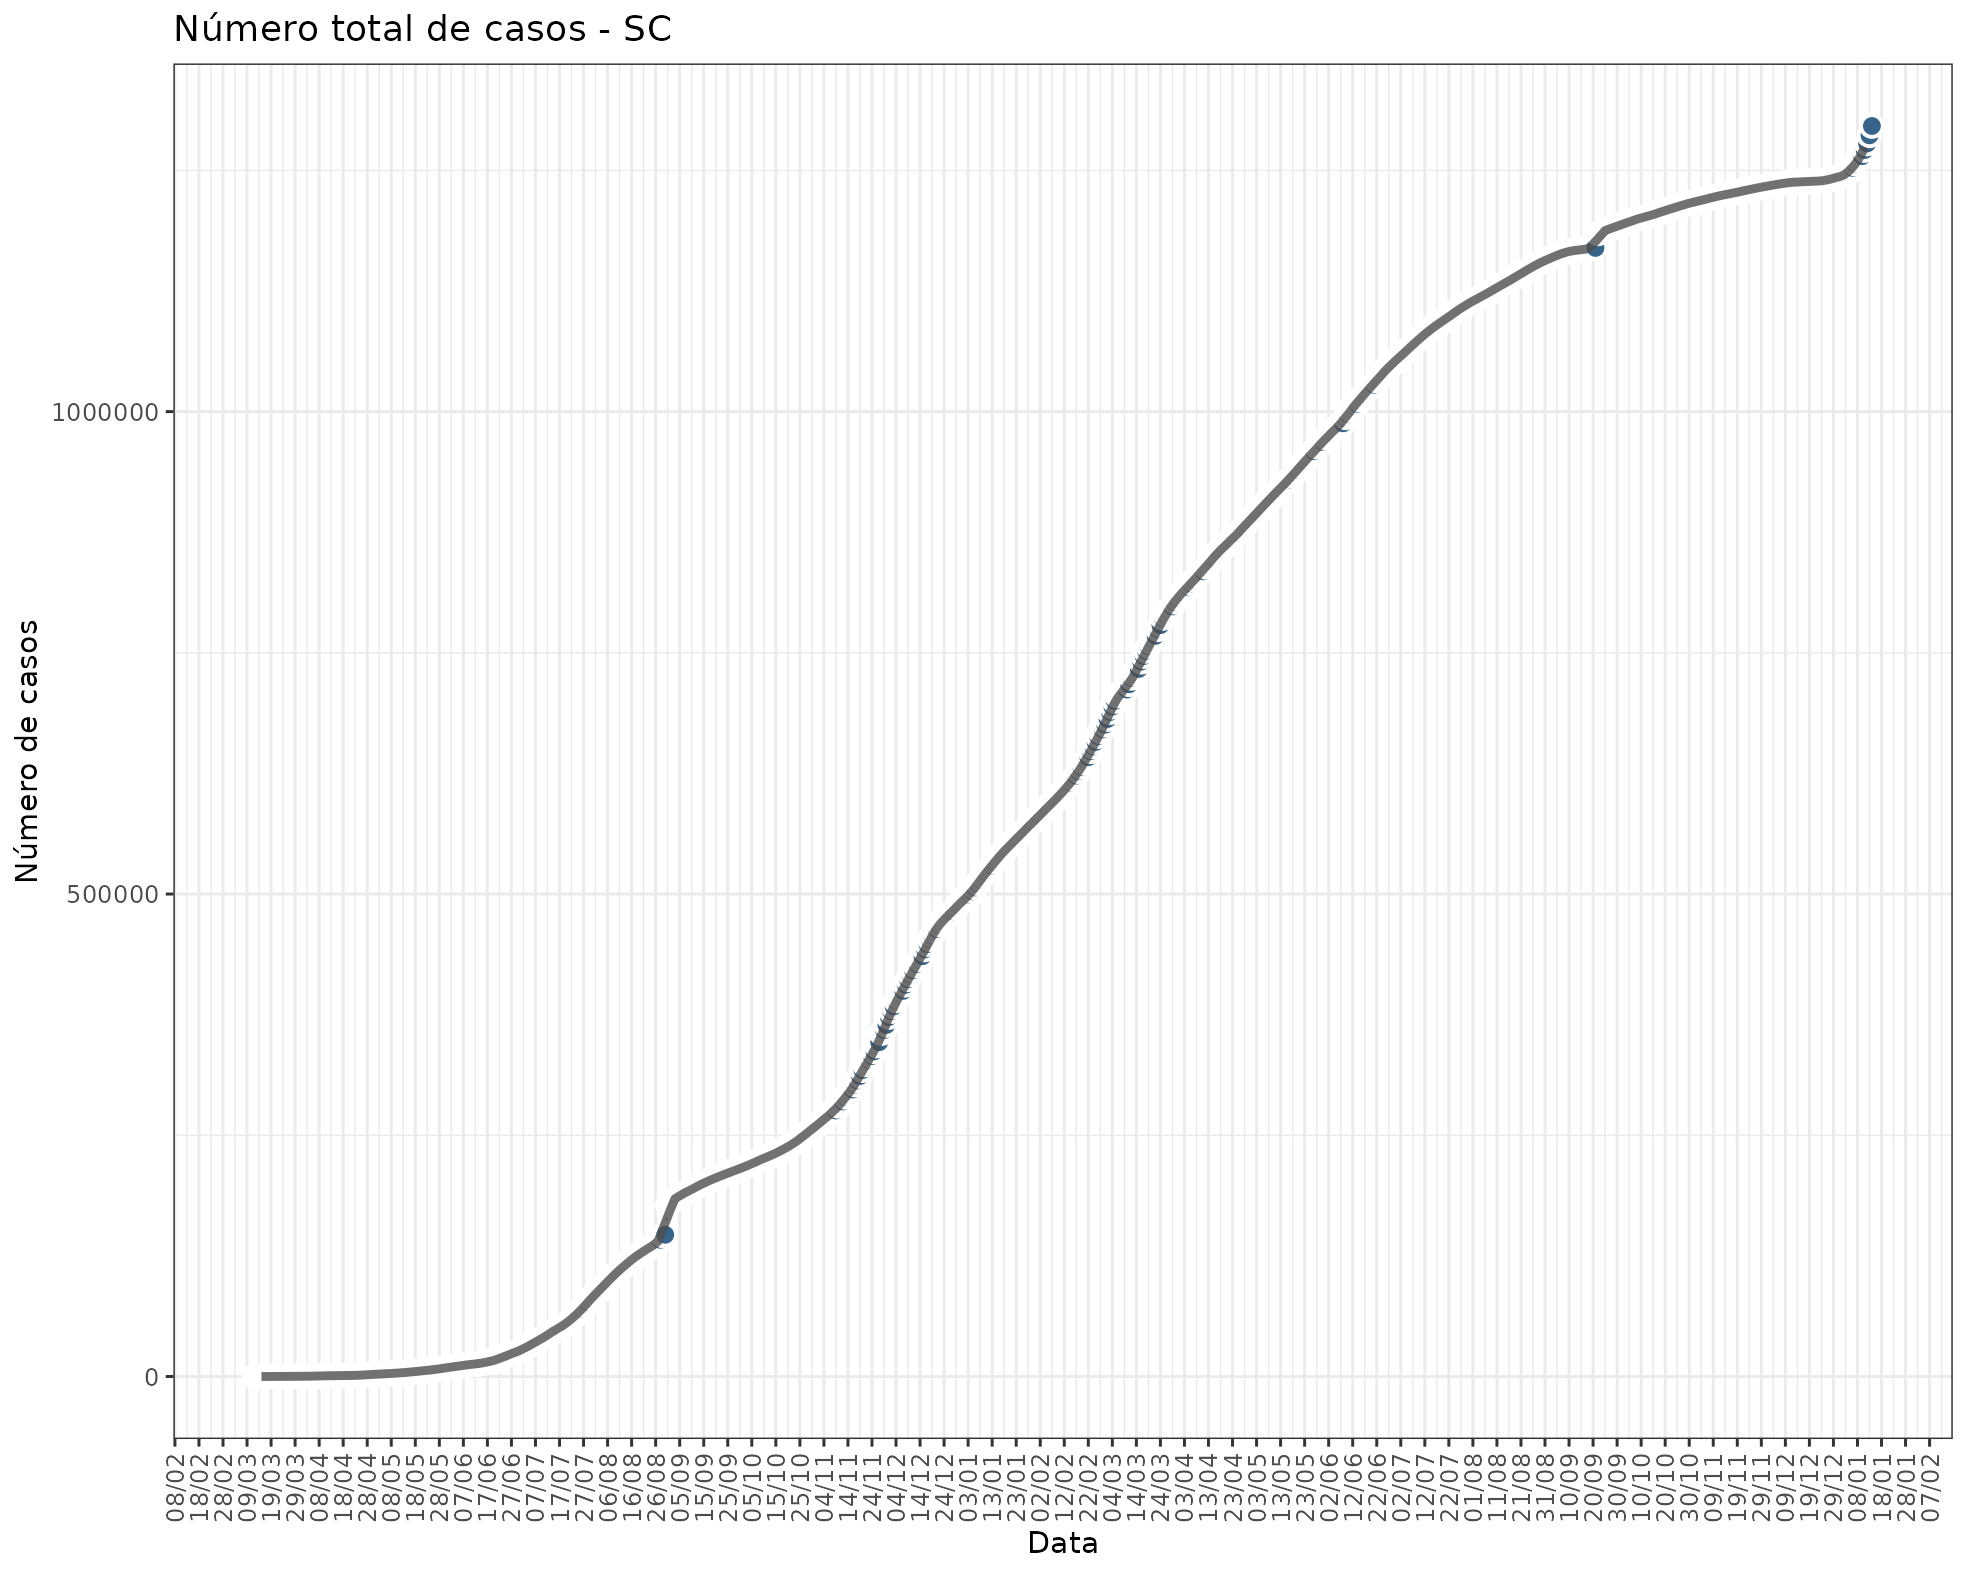 Número total de casos - SC
Número de casos
1000000
500000
0
08/02 18/02 28/02 09/03 19/03 29/03 08/04 18/04 28/04 08/05 18/05 28/05 07/06 17/06 27/06 07/07 17/07 27/07 06/08 16/08 26/08 05/09 15/09 25/09 05/10 15/10 25/10 04/11 14/11 24/11 04/12 14/12 24/12 03/01 13/01 23/01 02/02 12/02 22/02 04/03 14/03 24/03 03/04 13/04 23/04 03/05 13/05 23/05 02/06 12/06 22/06 02/07 12/07 22/07 01/08 11/08 21/08 31/08 10/09 20/09 30/09 10/10 20/10 30/10 09/11 19/11 29/11 09/12 19/12 29/12 08/01 18/01 28/01 07/02
Data